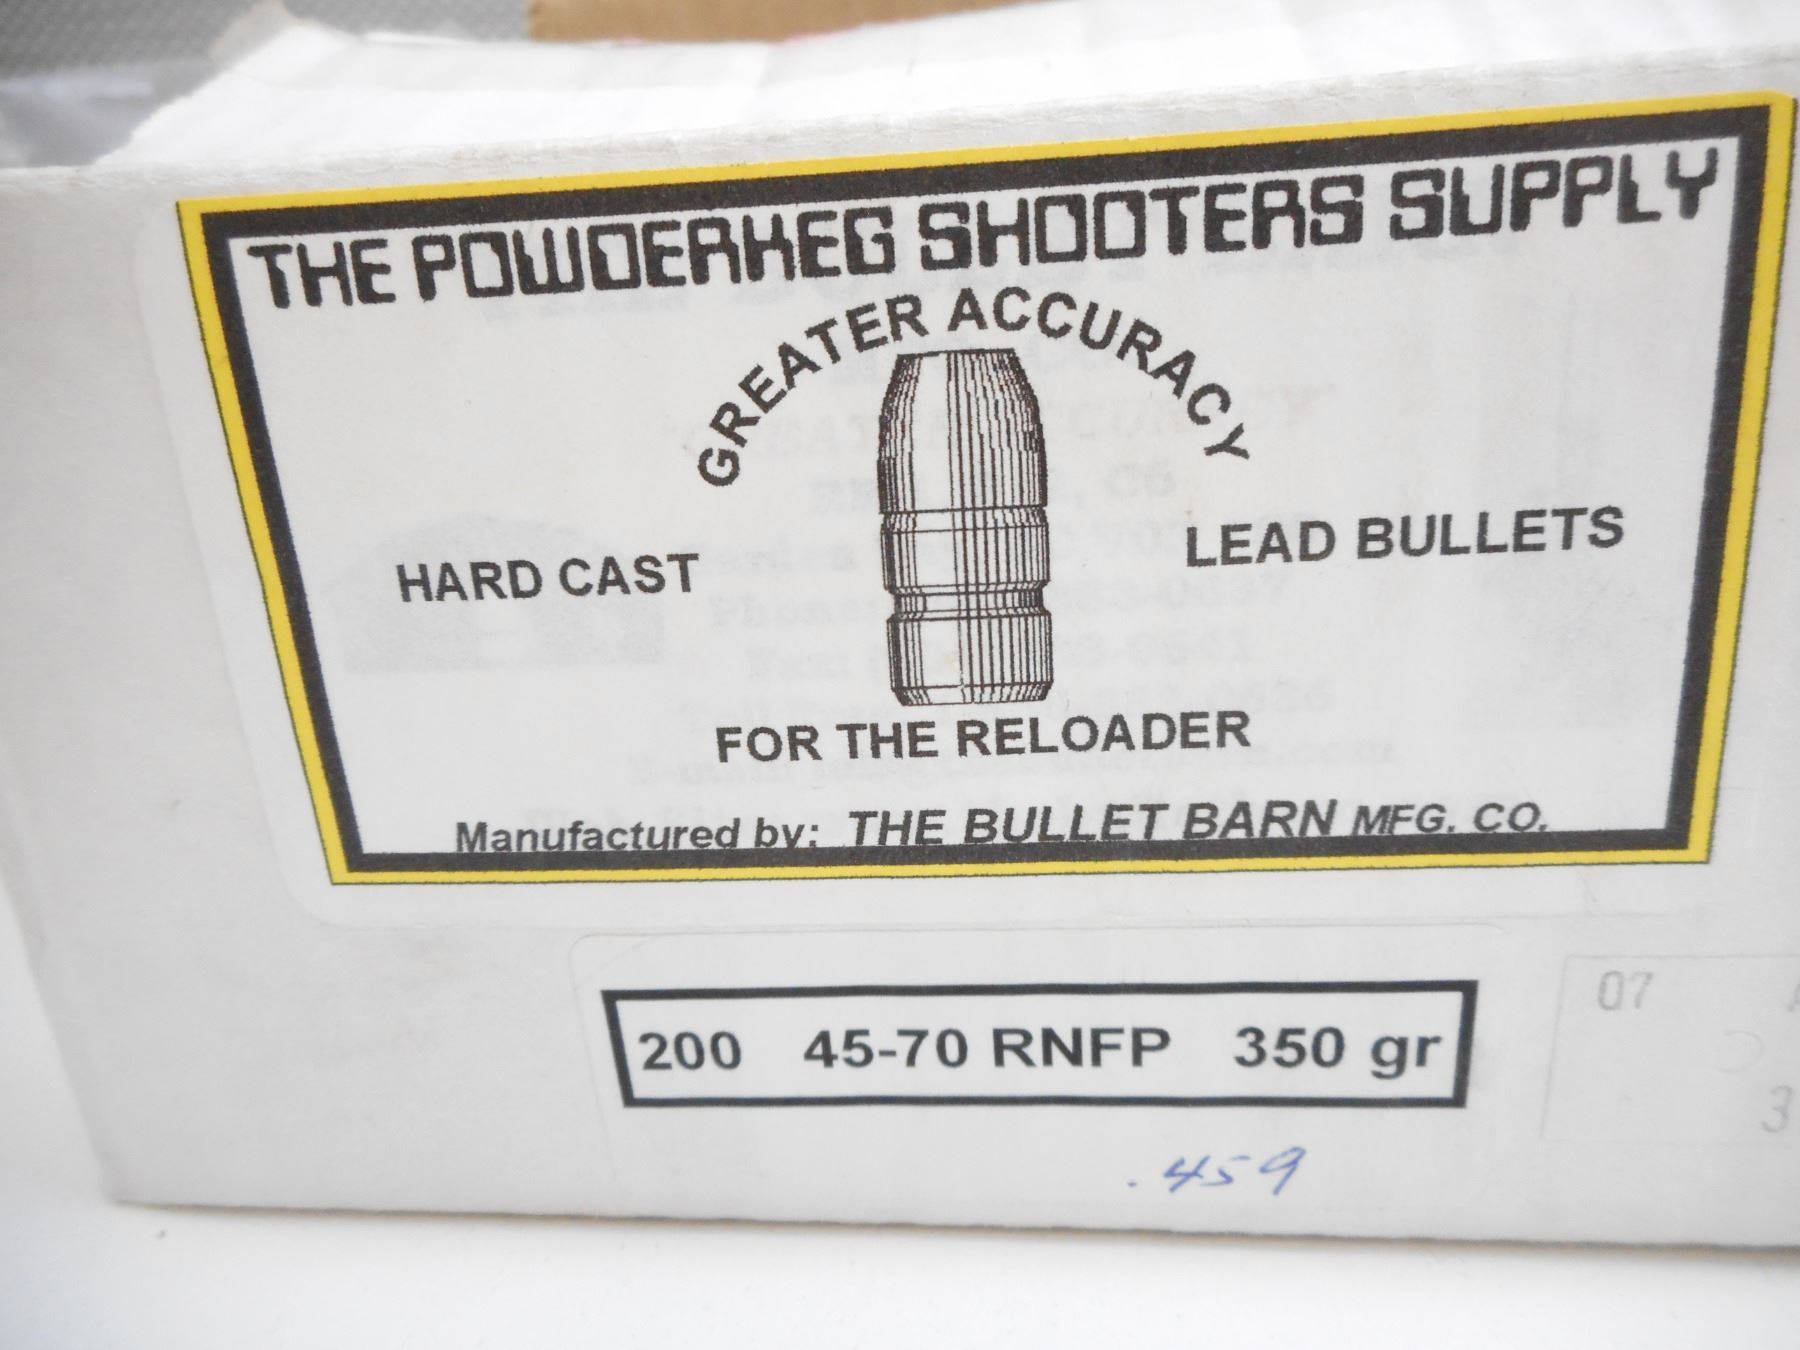 THE POWDERKEG SHOOTERS SUPPLY
GREATER ACCURACY
HARD CAST
LEAD BULLETS
FOR THE RELOADER
Manufactured by: THE BULLET BARN MFG. CO.
200 45-70 RNFP 350 gr
.459
07
3